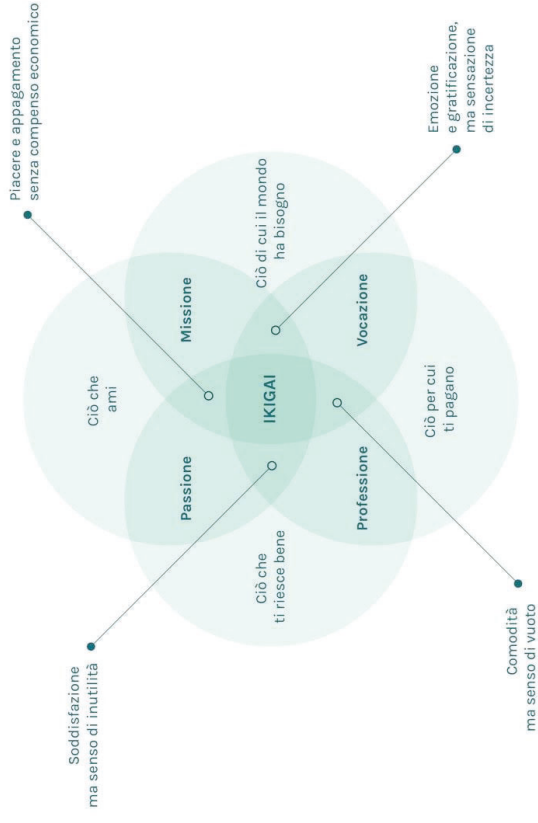 Soddisfazione
ma senso di inutilità
Piacere e appagamento
senza compenso economico
Ciò che
ami
Passione
Missione
Ciò che
ti riesce bene
IKIGAI
Ciò di cui il mondo
ha bisogno
Professione
Vocazione
Ciò per cui
ti pagano
Comodità
ma senso di vuoto
Emozione
e gratificazione,
ma sensazione
di incertezza